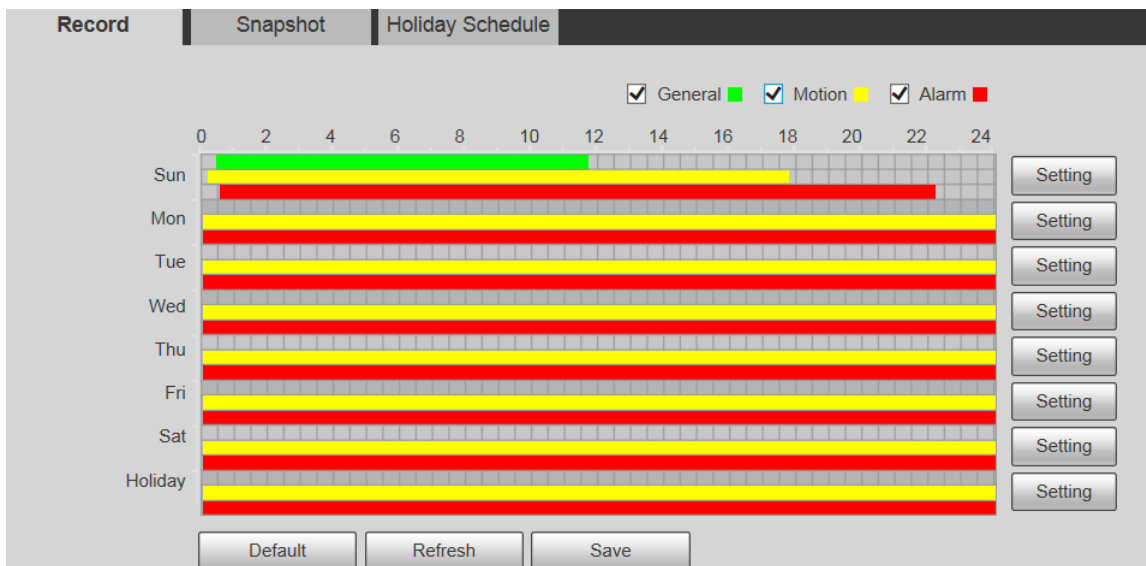 Record Snapshot Holiday Schedule
General Motion Alarm
0 2 4 6 8 10 12 14 16 18 20 22 24
Sun Setting
Mon Setting
Tue Setting
Wed Setting
Thu Setting
Fri Setting
Sat Setting
Holiday Setting
Default Refresh Save